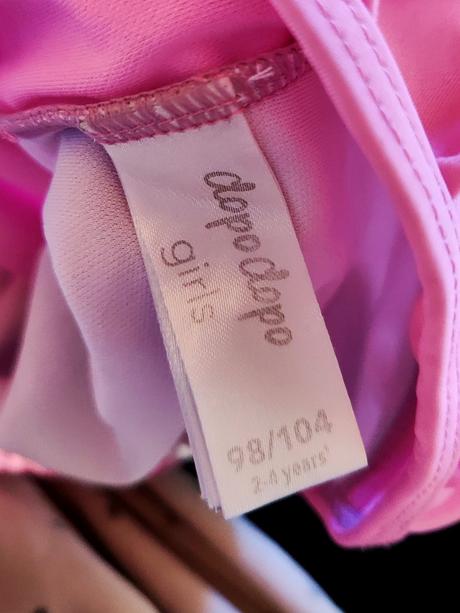 dopodopo
girls
98/104
2-4 years'